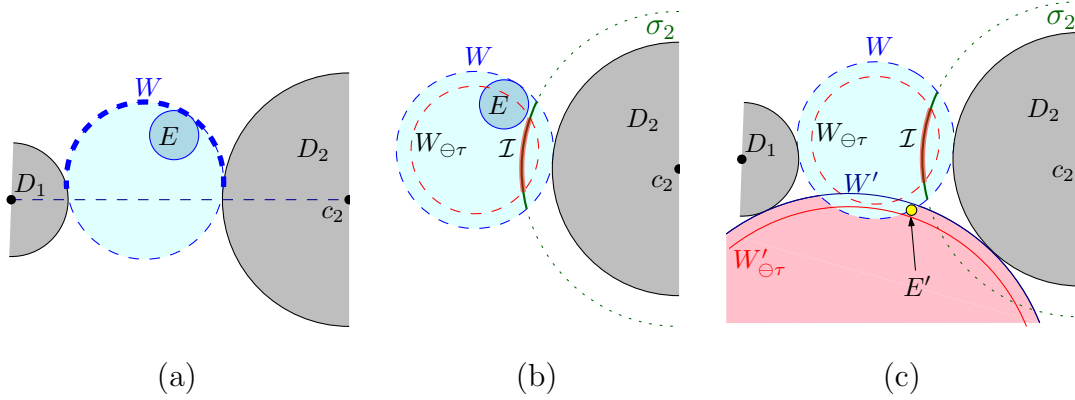 W
E
D₁
D₂
c₂
(a)
W
σ₂
E
D₂
W⊖τ
I
c₂
(b)
σ₂
W
D₂
D₁
W⊖τ
I
W′
c₂
W′⊖τ
E′
(c)